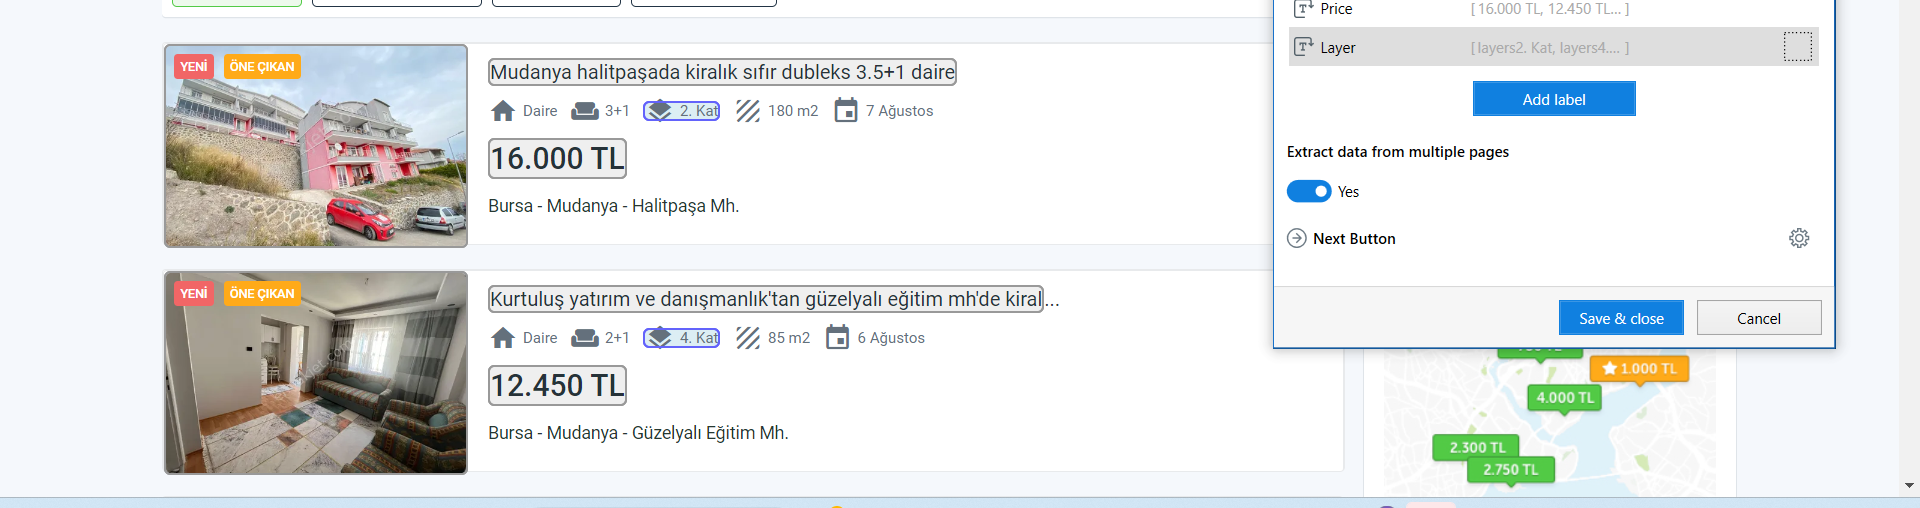 YENİ
ÖNE ÇIKAN
Mudanya halitpaşada kiralık sıfır dubleks 3.5+1 daire
Daire 3+1 2. Kat 180 m2 7 Ağustos
16.000 TL
Bursa - Mudanya - Halitpaşa Mh.
YENİ
ÖNE ÇIKAN
Kurtuluş yatırım ve danışmanlık'tan güzelyalı eğitim mh'de kiral...
Daire 2+1 4. Kat 85 m2 6 Ağustos
12.450 TL
Bursa - Mudanya - Güzelyalı Eğitim Mh.
Price [ 16.000 TL, 12.450 TL... ]
Layer [ layers2. Kat, layers4.... ]
Add label
Extract data from multiple pages
Yes
Next Button
Save & close Cancel
1.000 TL
4.000 TL
2.300 TL
2.750 TL